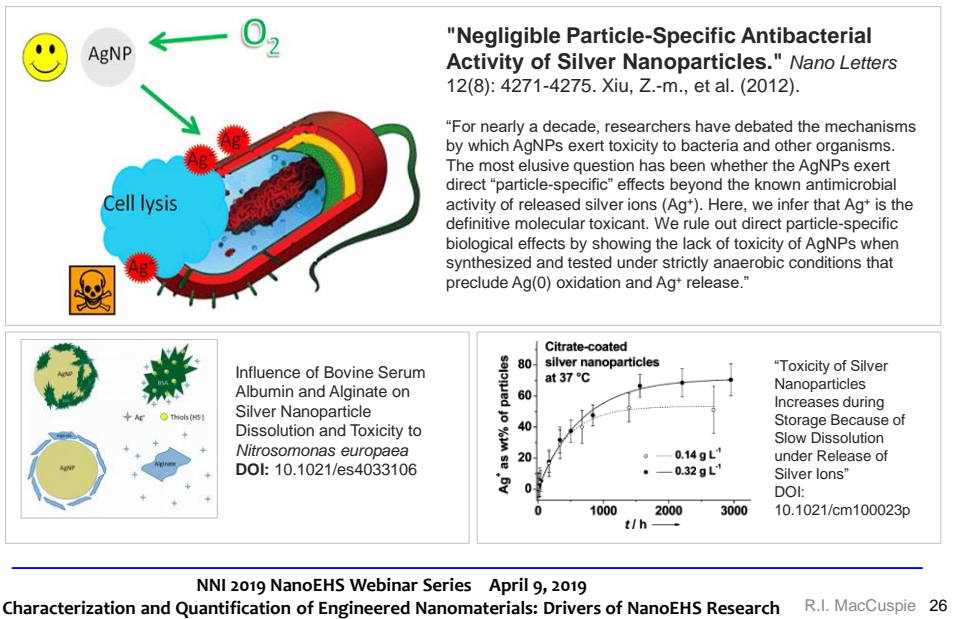 O2
AgNP
Ag+
Ag+
Cell lysis
Ag+
"Negligible Particle-Specific Antibacterial
Activity of Silver Nanoparticles." Nano Letters
12(8): 4271-4275. Xiu, Z.-m., et al. (2012).
“For nearly a decade, researchers have debated the mechanisms
by which AgNPs exert toxicity to bacteria and other organisms.
The most elusive question has been whether the AgNPs exert
direct “particle-specific” effects beyond the known antimicrobial
activity of released silver ions (Ag+). Here, we infer that Ag+ is the
definitive molecular toxicant. We rule out direct particle-specific
biological effects by showing the lack of toxicity of AgNPs when
synthesized and tested under strictly anaerobic conditions that
preclude Ag(0) oxidation and Ag+ release.”
AgNP
BSA
Ag+ Thiols (HS-)
Alginate
AgNP
Alginate
Influence of Bovine Serum
Albumin and Alginate on
Silver Nanoparticle
Dissolution and Toxicity to
Nitrosomonas europaea
DOI: 10.1021/es4033106
Citrate-coated
silver nanoparticles
at 37 °C
Ag+ as wt% of particles
80
60
40
20
0
0.14 g L-1
0.32 g L-1
0 1000 2000 3000
t / h
“Toxicity of Silver
Nanoparticles
Increases during
Storage Because of
Slow Dissolution
under Release of
Silver Ions”
DOI:
10.1021/cm100023p
NNI 2019 NanoEHS Webinar Series April 9, 2019
Characterization and Quantification of Engineered Nanomaterials: Drivers of NanoEHS Research R.I. MacCuspie 26